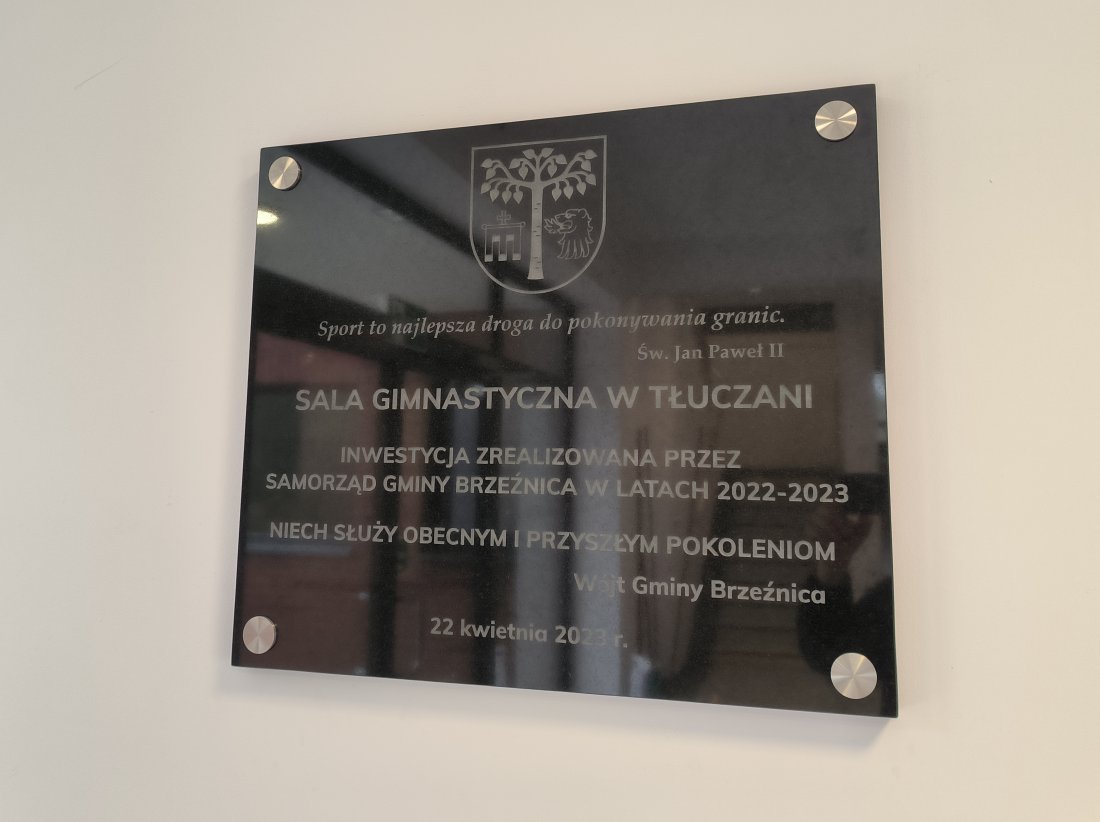 Sport to najlepsza droga do pokonywania granic.
Św. Jan Paweł II
SALA GIMNASTYCZNA W TŁUCZANI
INWESTYCJA ZREALIZOWANA PRZEZ
SAMORZĄD GMINY BRZEŹNICA W LATACH 2022-2023
NIECH SŁUŻY OBECNYM I PRZYSZŁYM POKOLENIOM
Wójt Gminy Brzeźnica
22 kwietnia 2023 r.